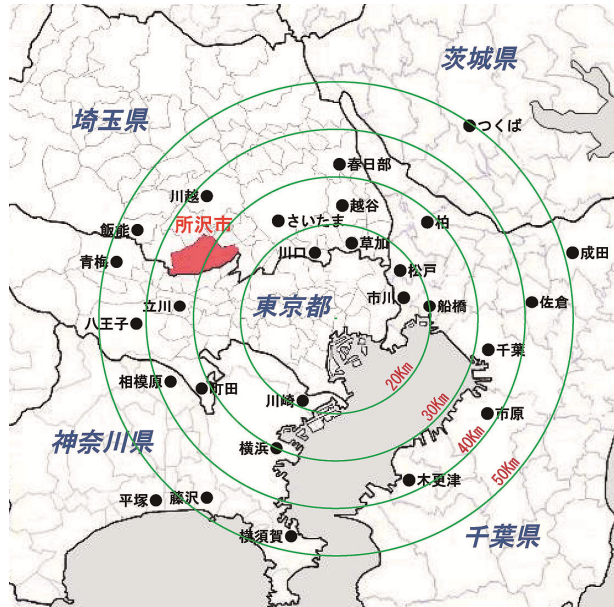 茨城県
埼玉県
つくば
春日部
川越
越谷
所沢市
さいたま
柏
飯能
草加
川口
成田
青梅
松戸
市川
立川
東京都
船橋
佐倉
八王子
千葉
相模原
町田
20Km
川崎
30Km
市原
神奈川県
横浜
40Km
50Km
木更津
平塚
藤沢
横須賀
千葉県